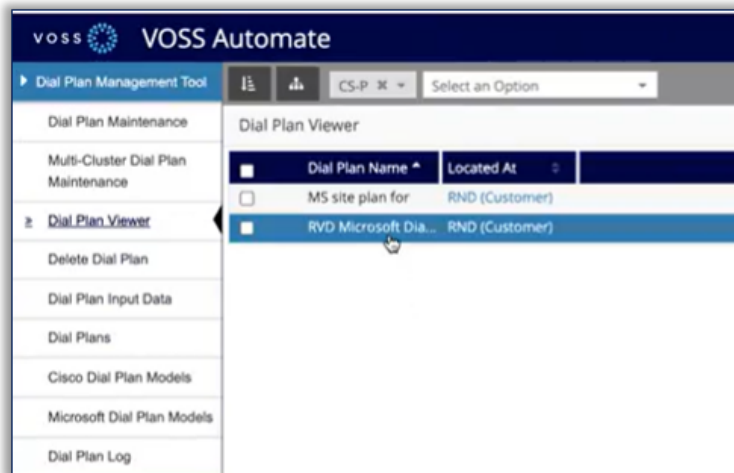 VOSS VOSS Automate
Dial Plan Management Tool
CS-P Select an Option
Dial Plan Maintenance
Multi-Cluster Dial Plan
Maintenance
Dial Plan Viewer
Delete Dial Plan
Dial Plan Input Data
Dial Plans
Cisco Dial Plan Models
Microsoft Dial Plan Models
Dial Plan Log
Dial Plan Viewer
Dial Plan Name Located At
MS site plan for RND (Customer)
RVD Microsoft Dia... RND (Customer)